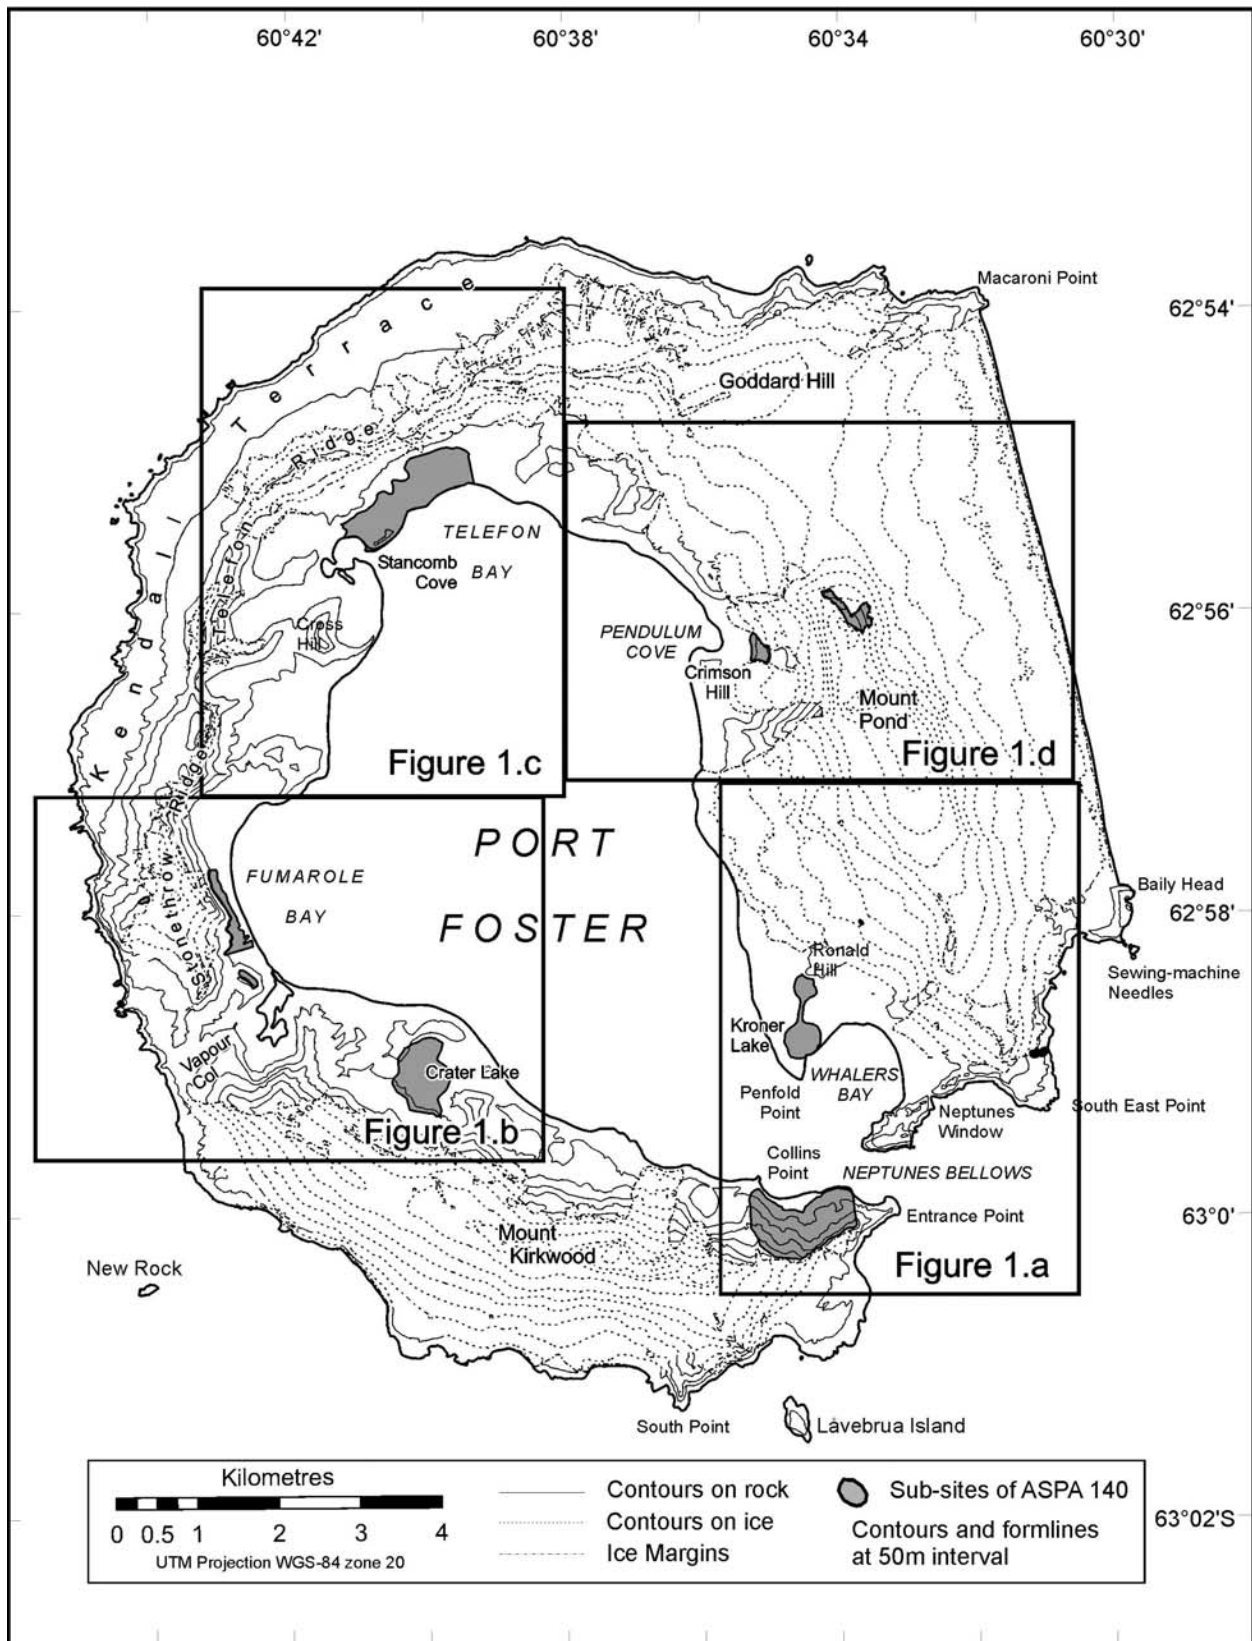 60°42'
60°38'
60°34
60°30'
Macaroni Point
62°54'
Kendall Terrace
Goddard Hill
Telefon Ridge
TELEFON
BAY
Stancomb
Cove
62°56'
PENDULUM
COVE
Cross
Hill
Crimson
Hill
Mount
Pond
Figure 1.c
Figure 1.d
PORT
FOSTER
Stonethrow Ridge
FUMAROLE
BAY
Baily Head
62°58'
Ronald
Hill
Sewing-machine
Needles
Kroner
Lake
Vapour
Col
Crater Lake
WHALERS
BAY
Penfold
Point
Neptunes
Window
South East Point
Figure 1.b
Collins
Point
NEPTUNES BELLOWS
Entrance Point
63°0'
Mount
Kirkwood
New Rock
Figure 1.a
South Point
Låvebrua Island
Kilometres
0 0.5 1 2 3 4
UTM Projection WGS-84 zone 20
Contours on rock
Contours on ice
Ice Margins
Sub-sites of ASPA 140
Contours and formlines
at 50m interval
63°02'S